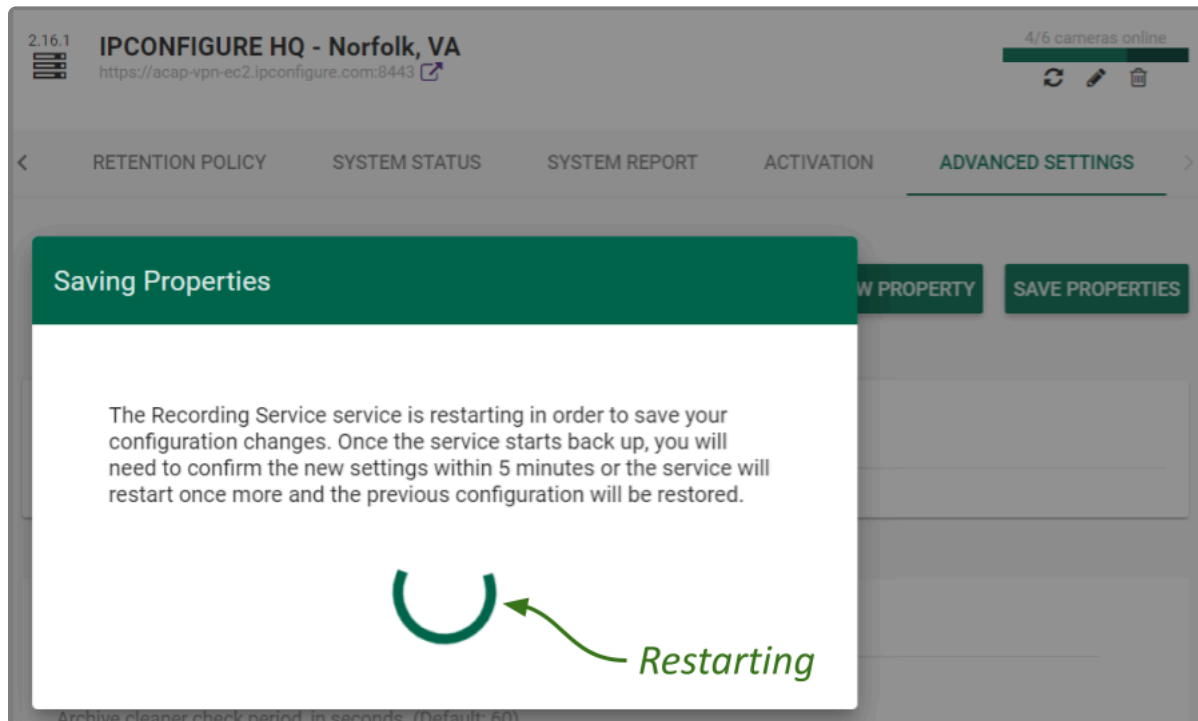 2.16.1
IPCONFIGURE HQ - Norfolk, VA
4/6 cameras online
https://acap-vpn-ec2.ipconfigure.com:8443
RETENTION POLICY SYSTEM STATUS SYSTEM REPORT ACTIVATION ADVANCED SETTINGS
Saving Properties
W PROPERTY SAVE PROPERTIES
The Recording Service service is restarting in order to save your
configuration changes. Once the service starts back up, you will
need to confirm the new settings within 5 minutes or the service will
restart once more and the previous configuration will be restored.
Restarting
Archive cleaner check period, in seconds. (Default: 60)